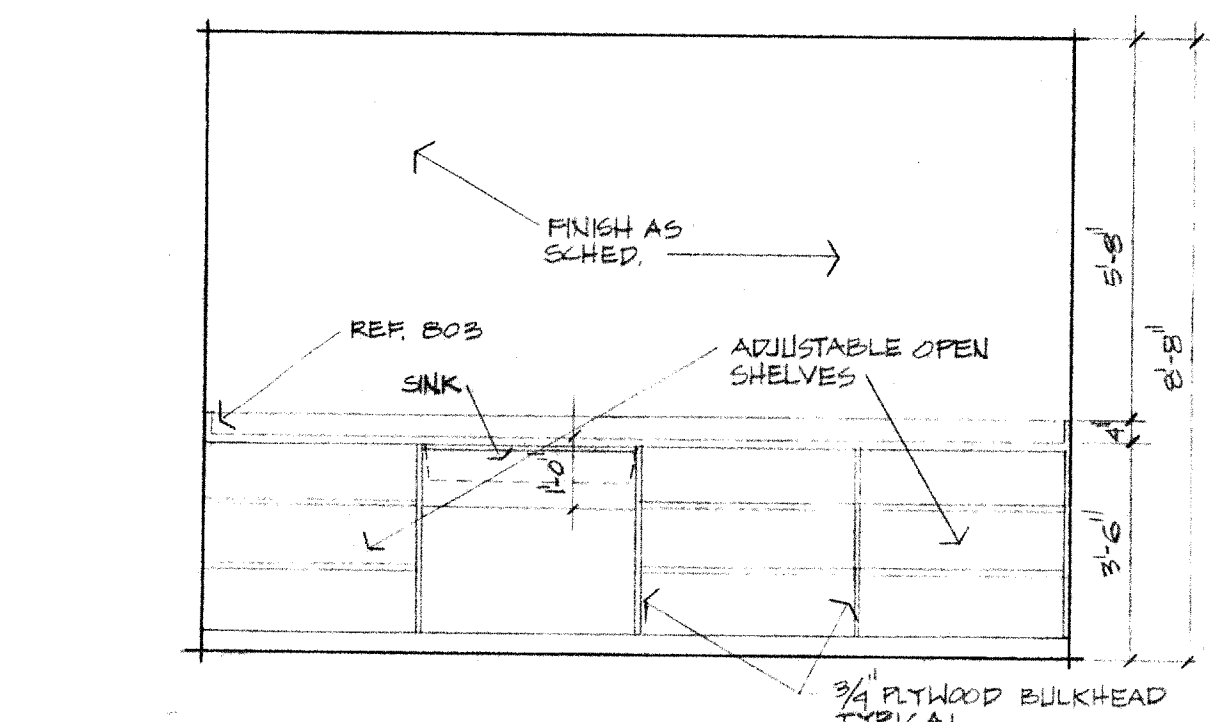 FINISH AS
SCHED.
REF. 803
SINK
ADJUSTABLE OPEN
SHELVES
1'-0"
5'-8"
8'-8"
4"
3'-6"
3/4" PLYWOOD BULKHEAD
TYPICAL